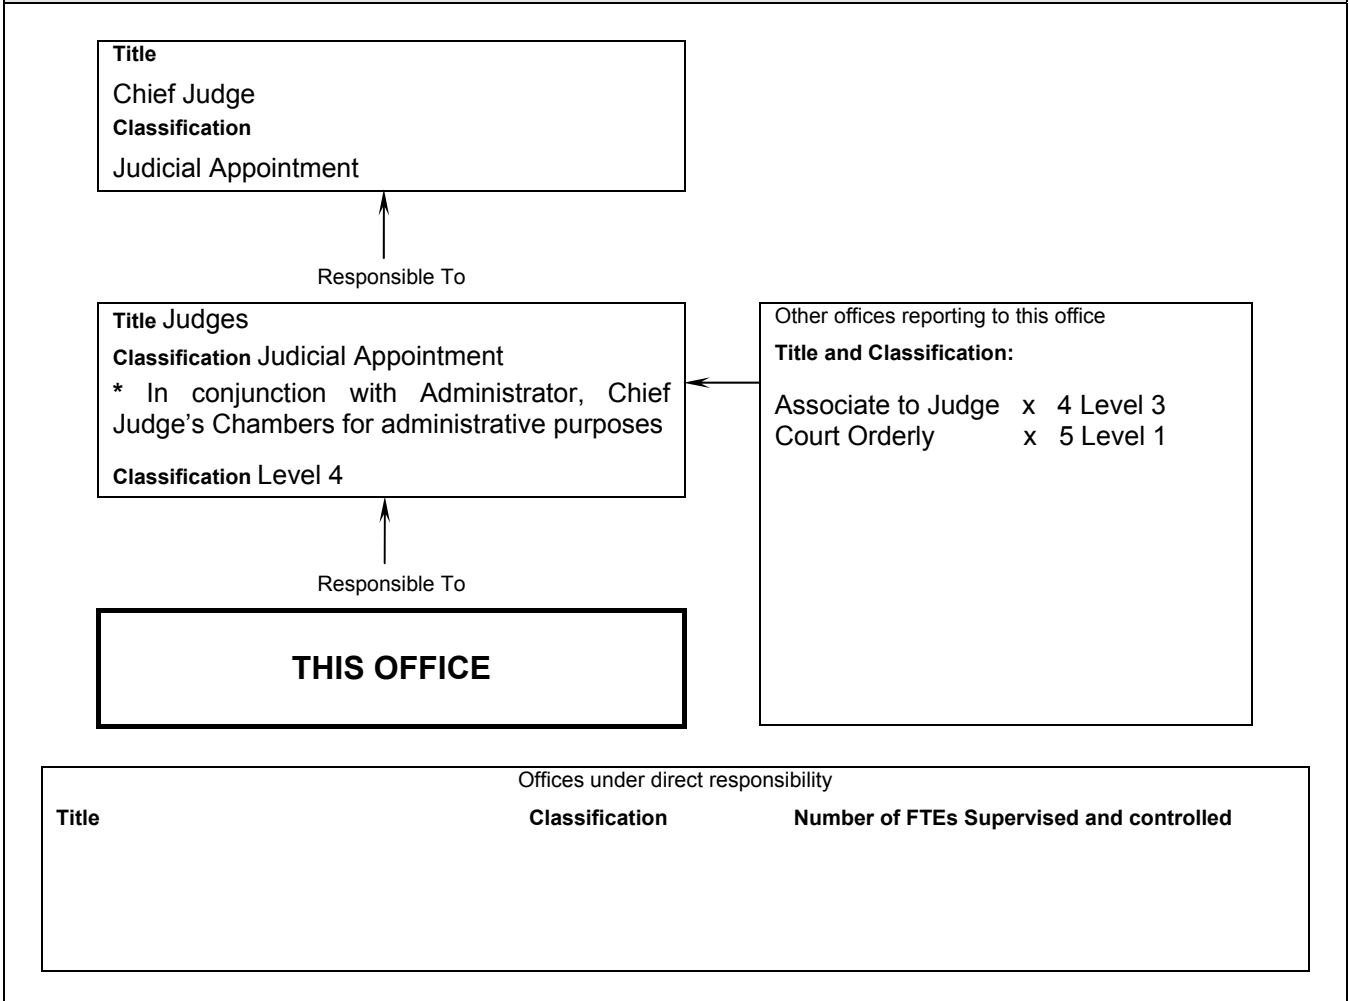 Title
Chief Judge
Classification
Judicial Appointment
Responsible To
Title Judges
Classification Judicial Appointment
* In conjunction with Administrator, Chief
Judge's Chambers for administrative purposes
Classification Level 4
Other offices reporting to this office
Title and Classification:
Associate to Judge x 4 Level 3
Court Orderly x 5 Level 1
Responsible To
THIS OFFICE
Offices under direct responsibility
Title Classification Number of FTEs Supervised and controlled